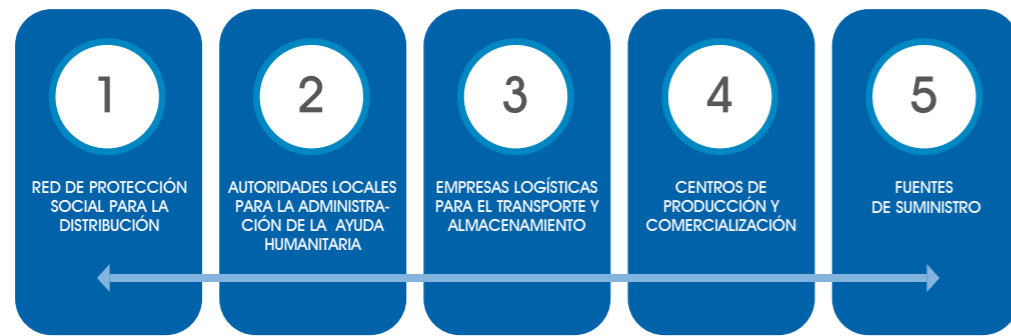 1
RED DE PROTECCIÓN
SOCIAL PARA LA
DISTRIBUCIÓN
2
AUTORIDADES LOCALES
PARA LA ADMINISTRA-
CIÓN DE LA AYUDA
HUMANITARIA
3
EMPRESAS LOGÍSTICAS
PARA EL TRANSPORTE Y
ALMACENAMIENTO
4
CENTROS DE
PRODUCCIÓN Y
COMERCIALIZACIÓN
5
FUENTES
DE SUMINISTRO